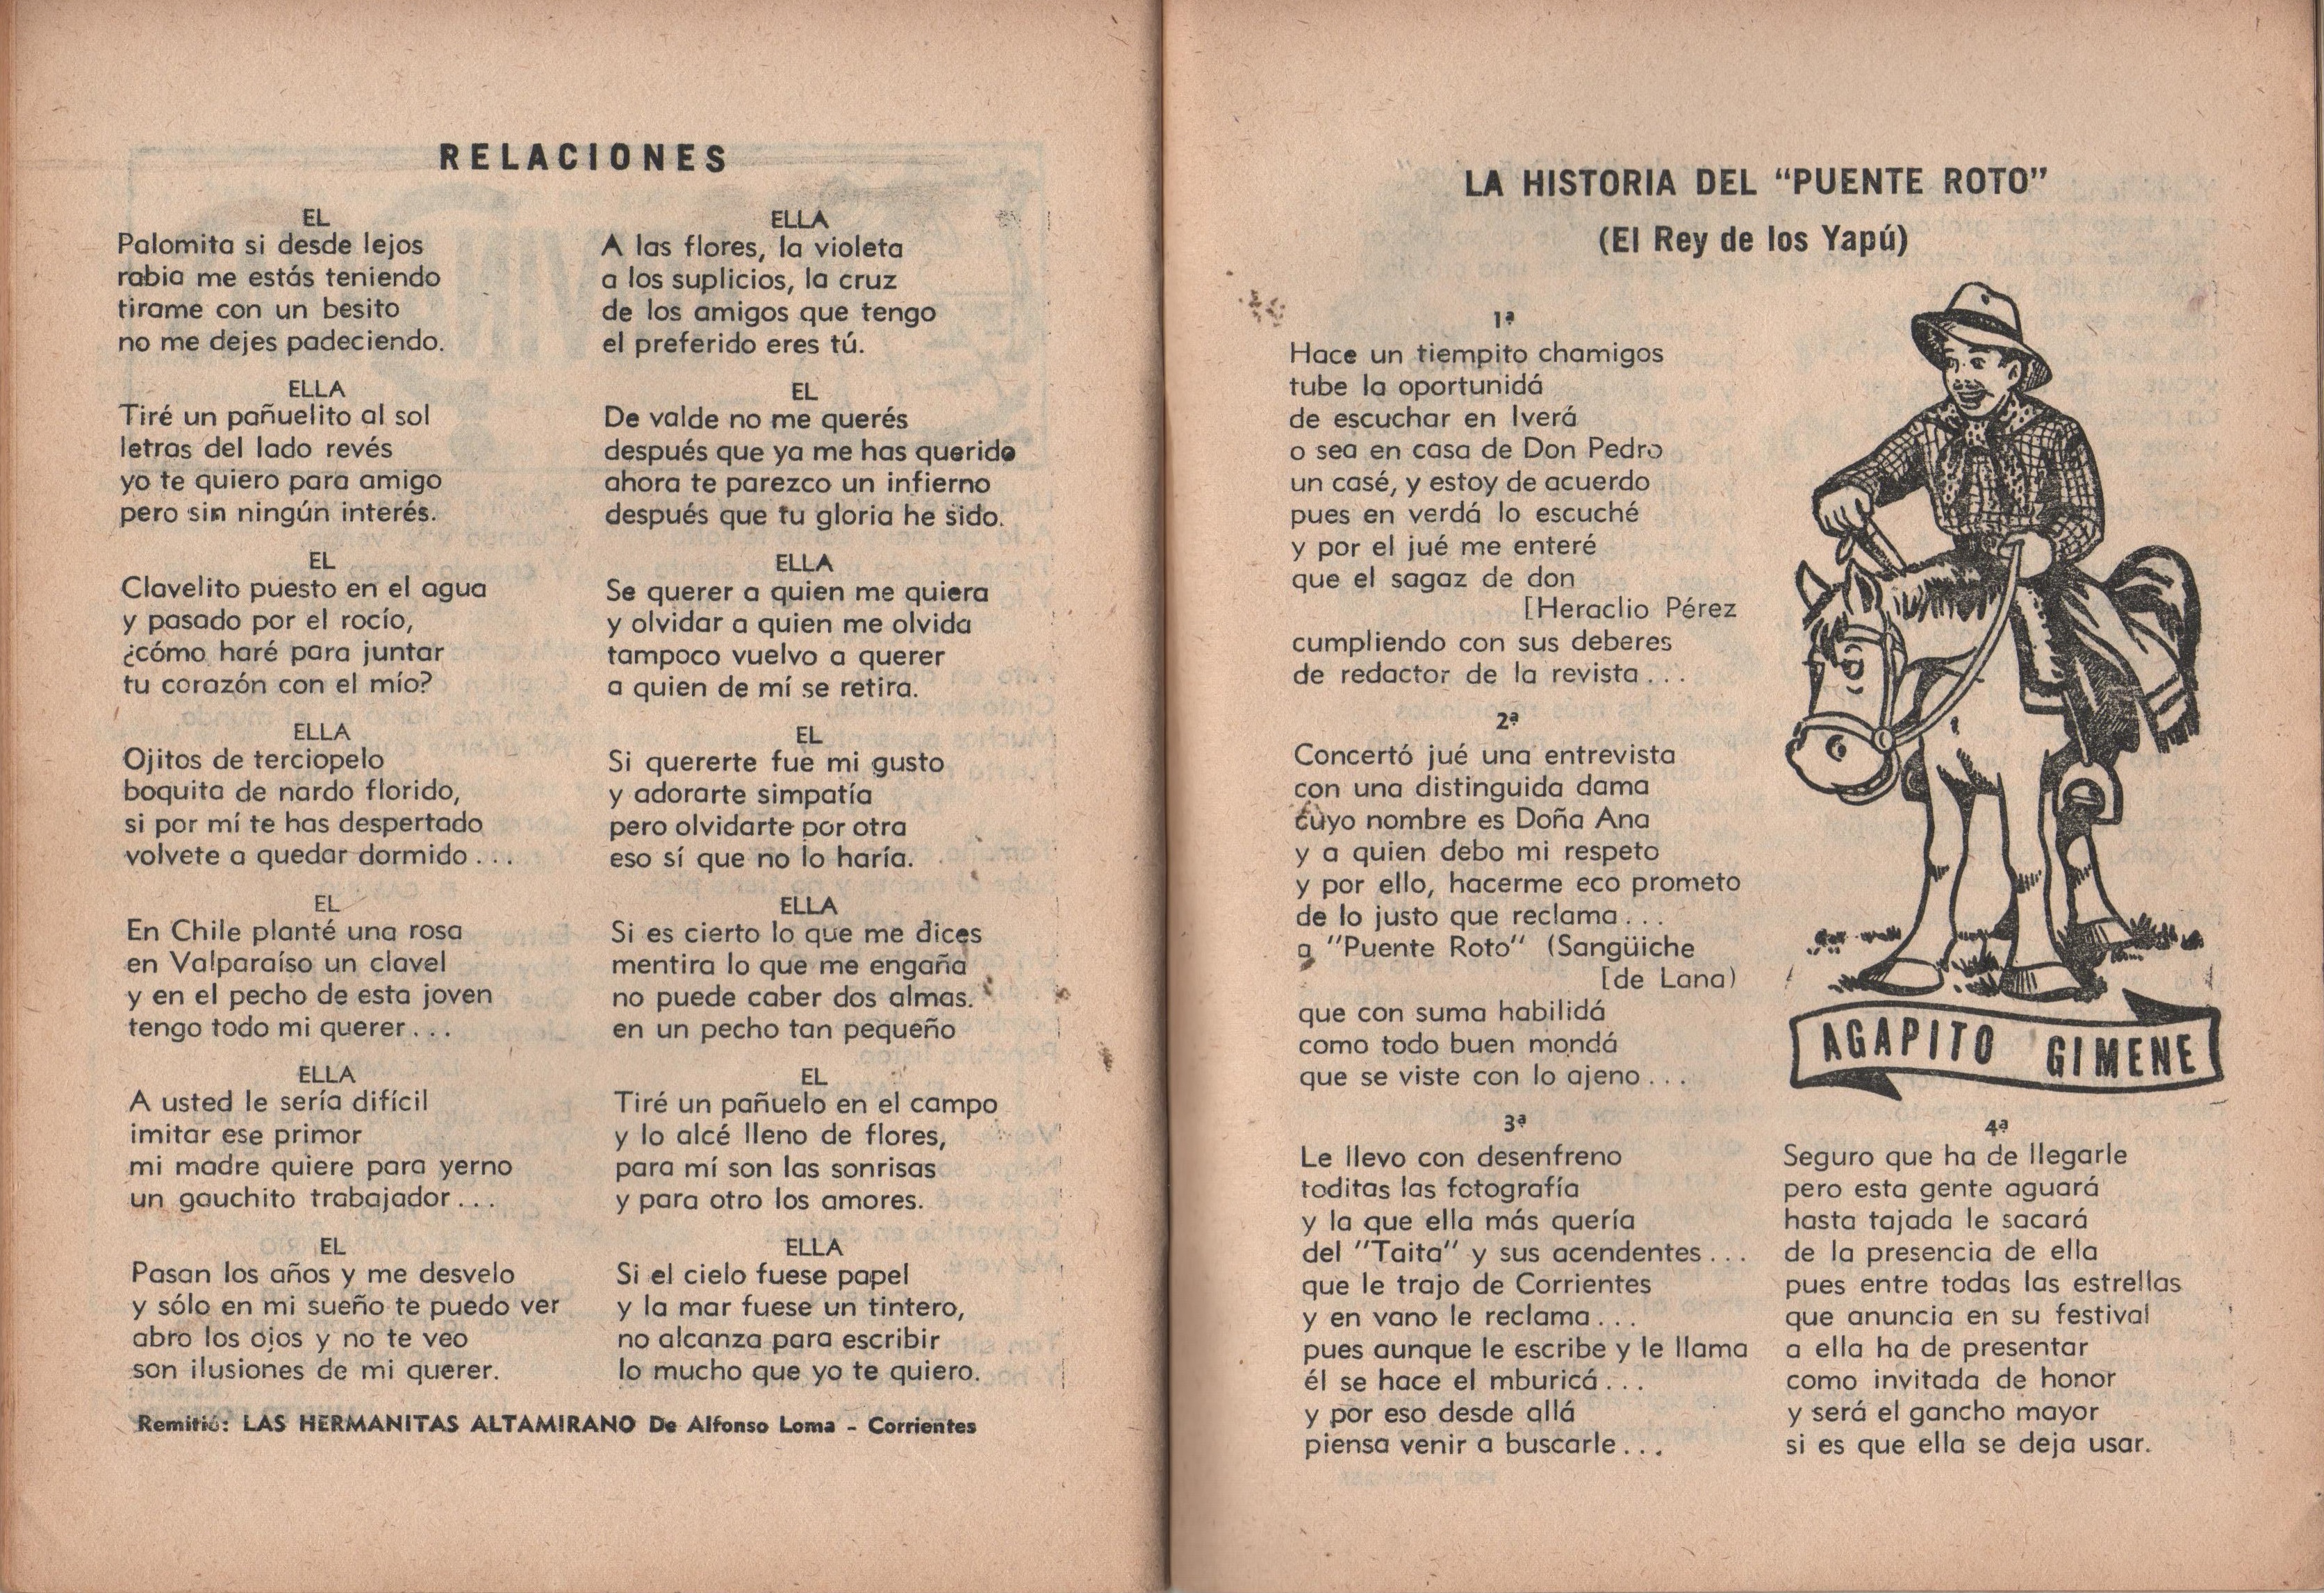 RELACIONES
EL
Palomita si desde lejos
rabia me estás teniendo
tirame con un besito
no me dejes padeciendo.
ELLA
Tiré un pañuelito al sol
letras del lado revés
yo te quiero para amigo
pero sin ningún interés.
EL
Clavelito puesto en el agua
y pasado por el rocío,
¿cómo haré para juntar
tu corazón con el mío?
ELLA
Ojitos de terciopelo
boquita de nardo florido,
si por mí te has despertado
volvete a quedar dormido...
EL
En Chile planté una rosa
en Valparaíso un clavel
y en el pecho de esta joven
tengo todo mi querer...
ELLA
A usted le sería difícil
imitar ese primor
mi madre quiere para yerno
un gauchito trabajador...
EL
Pasan los años y me desvelo
y sólo en mi sueño te puedo ver
abro los ojos y no te veo
son ilusiones de mi querer.
ELLA
A las flores, la violeta
a los suplicios, la cruz
de los amigos que tengo
el preferido eres tú.
EL
De valde no me querés
después que ya me has querido
ahora te parezco un infierno
después que tu gloria he sido.
ELLA
Se querer a quien me quiera
y olvidar a quien me olvida
tampoco vuelvo a querer
a quien de mí se retira.
EL
Si quererte fue mi gusto
y adorarte simpatía
pero olvidarte por otra
eso sí que no lo haría.
ELLA
Si es cierto lo que me dices
mentira lo que me engaña
no puede caber dos almas.
en un pecho tan pequeño
EL
Tiré un pañuelo en el campo
y lo alcé lleno de flores,
para mí son las sonrisas
y para otro los amores.
ELLA
Si el cielo fuese papel
y la mar fuese un tintero,
no alcanza para escribir
lo mucho que yo te quiero.
Remitió: LAS HERMANITAS ALTAMIRANO De Alfonso Loma - Corrientes
LA HISTORIA DEL "PUENTE ROTO"
(El Rey de los Yapú)
1ª
Hace un tiempito chamigos
tube la oportunidá
de escuchar en Iverá
o sea en casa de Don Pedro
un casé, y estoy de acuerdo
pues en verdá lo escuché
y por el jué me enteré
que el sagaz de don
[Heraclio Pérez
cumpliendo con sus deberes
de redactor de la revista...
2ª
Concertó jué una entrevista
con una distinguida dama
cuyo nombre es Doña Ana
y a quien debo mi respeto
y por ello, hacerme eco prometo
de lo justo que reclama...
a "Puente Roto" (Sangüiche
[de Lana)
que con suma habilidá
como todo buen mondá
que se viste con lo ajeno...
AGAPITO GIMENE
3ª
Le llevo con desenfreno
toditas las fotografía
y la que ella más quería
del "Taita" y sus acendentes...
que le trajo de Corrientes
y en vano le reclama...
pues aunque le escribe y le llama
él se hace el mburicá...
y por eso desde allá
piensa venir a buscarle...
4ª
Seguro que ha de llegarle
pero esta gente aguará
hasta tajada le sacará
de la presencia de ella
pues entre todas las estrellas
que anuncia en su festival
a ella ha de presentar
como invitada de honor
y será el gancho mayor
si es que ella se deja usar.